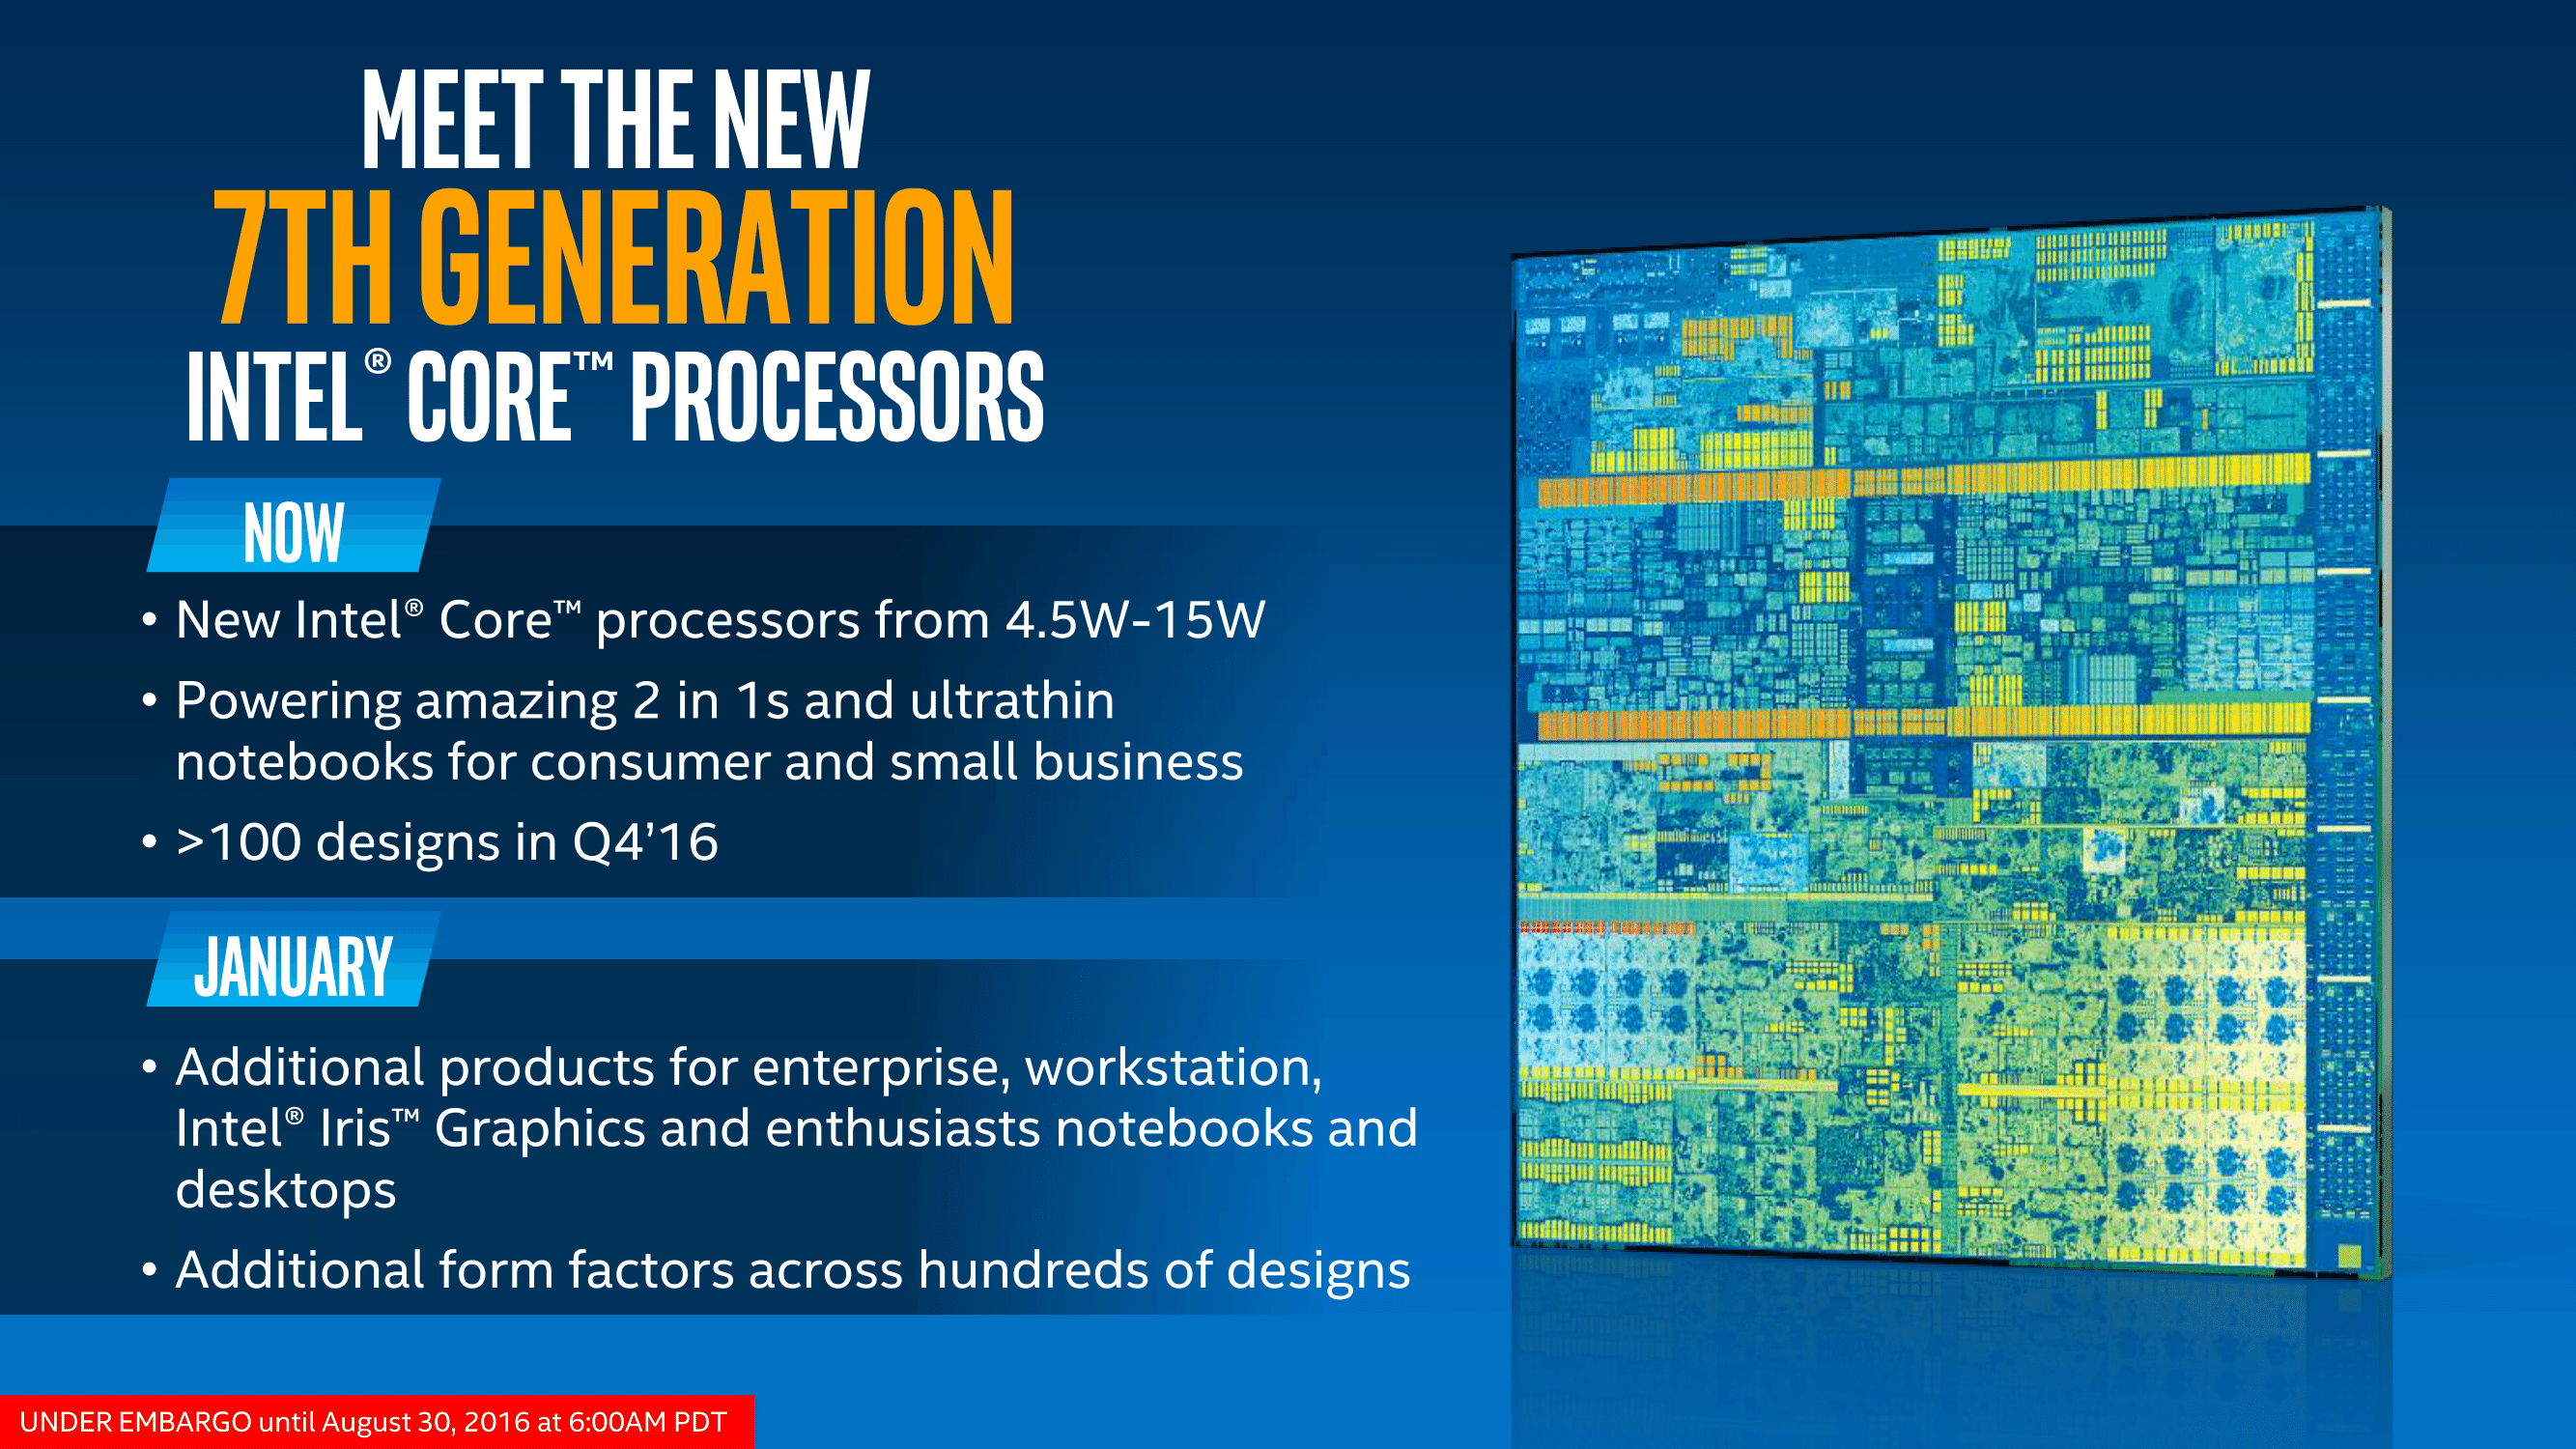 MEET THE NEW
7TH GENERATION
INTEL® CORE™ PROCESSORS
NOW
• New Intel® Core™ processors from 4.5W-15W
• Powering amazing 2 in 1s and ultrathin
notebooks for consumer and small business
• >100 designs in Q4’16
JANUARY
• Additional products for enterprise, workstation,
Intel® Iris™ Graphics and enthusiasts notebooks and
desktops
• Additional form factors across hundreds of designs
UNDER EMBARGO until August 30, 2016 at 6:00AM PDT